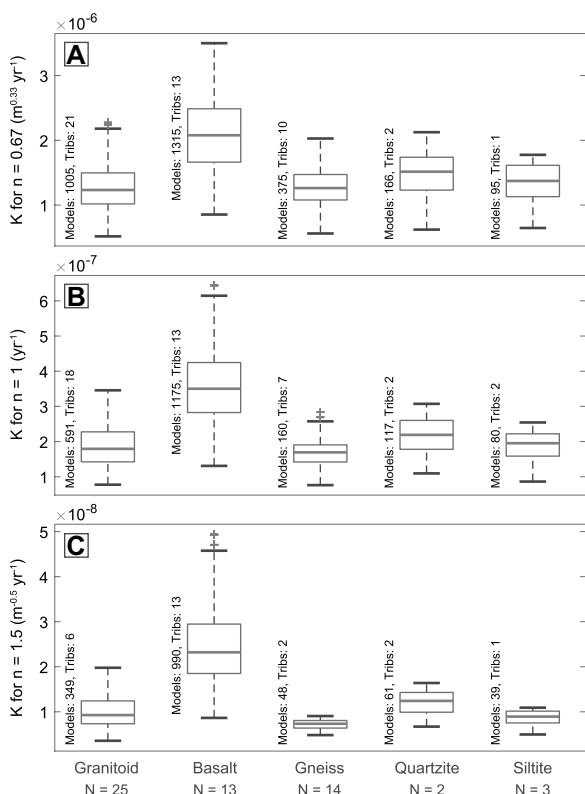 × 10⁻⁶
A
K for n = 0.67 (m⁰·³³ yr⁻¹)
3
2
1
Models: 1005, Tribs: 21
Models: 1315, Tribs: 13
Models: 375, Tribs: 10
Models: 166, Tribs: 2
Models: 95, Tribs: 1
× 10⁻⁷
B
K for n = 1 (yr⁻¹)
6
5
4
3
2
1
Models: 591, Tribs: 18
Models: 1175, Tribs: 13
Models: 160, Tribs: 7
Models: 117, Tribs: 2
Models: 80, Tribs: 2
× 10⁻⁸
C
K for n = 1.5 (m⁻⁰·⁵ yr⁻¹)
5
4
3
2
1
Models: 349, Tribs: 6
Models: 990, Tribs: 13
Models: 48, Tribs: 2
Models: 61, Tribs: 2
Models: 39, Tribs: 1
Granitoid Basalt Gneiss Quartzite Siltite
N = 25 N = 13 N = 14 N = 2 N = 3